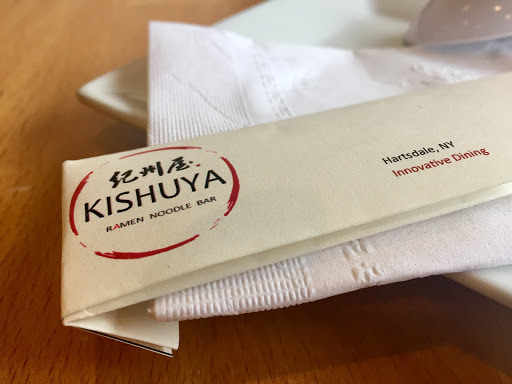 紀州屋
KISHUYA
RAMEN NOODLE BAR
Hartsdale, NY
Innovative Dining